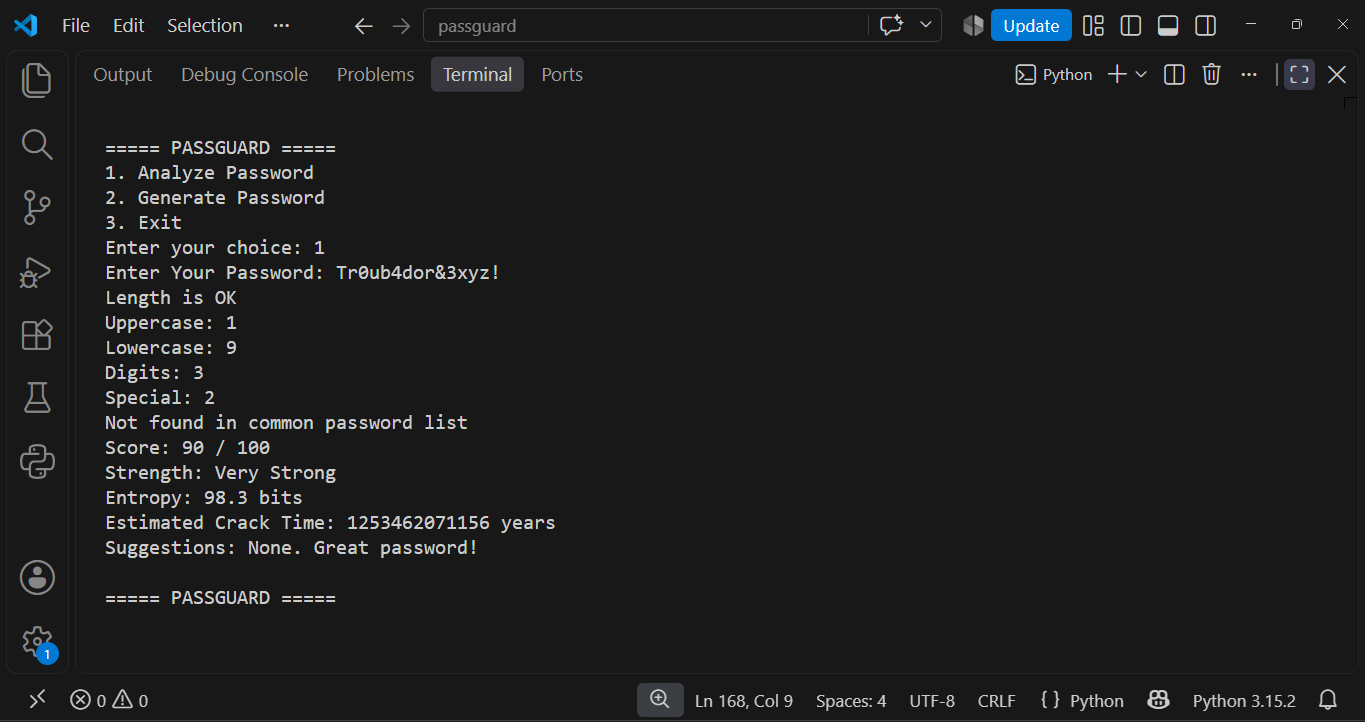 File Edit Selection ··· passguard Update
Output Debug Console Problems Terminal Ports Python
===== PASSGUARD =====
1. Analyze Password
2. Generate Password
3. Exit
Enter your choice: 1
Enter Your Password: Tr0ub4dor&3xyz!
Length is OK
Uppercase: 1
Lowercase: 9
Digits: 3
Special: 2
Not found in common password list
Score: 90 / 100
Strength: Very Strong
Entropy: 98.3 bits
Estimated Crack Time: 1253462071156 years
Suggestions: None. Great password!
===== PASSGUARD =====
1
0 0 Ln 168, Col 9 Spaces: 4 UTF-8 CRLF {} Python Python 3.15.2